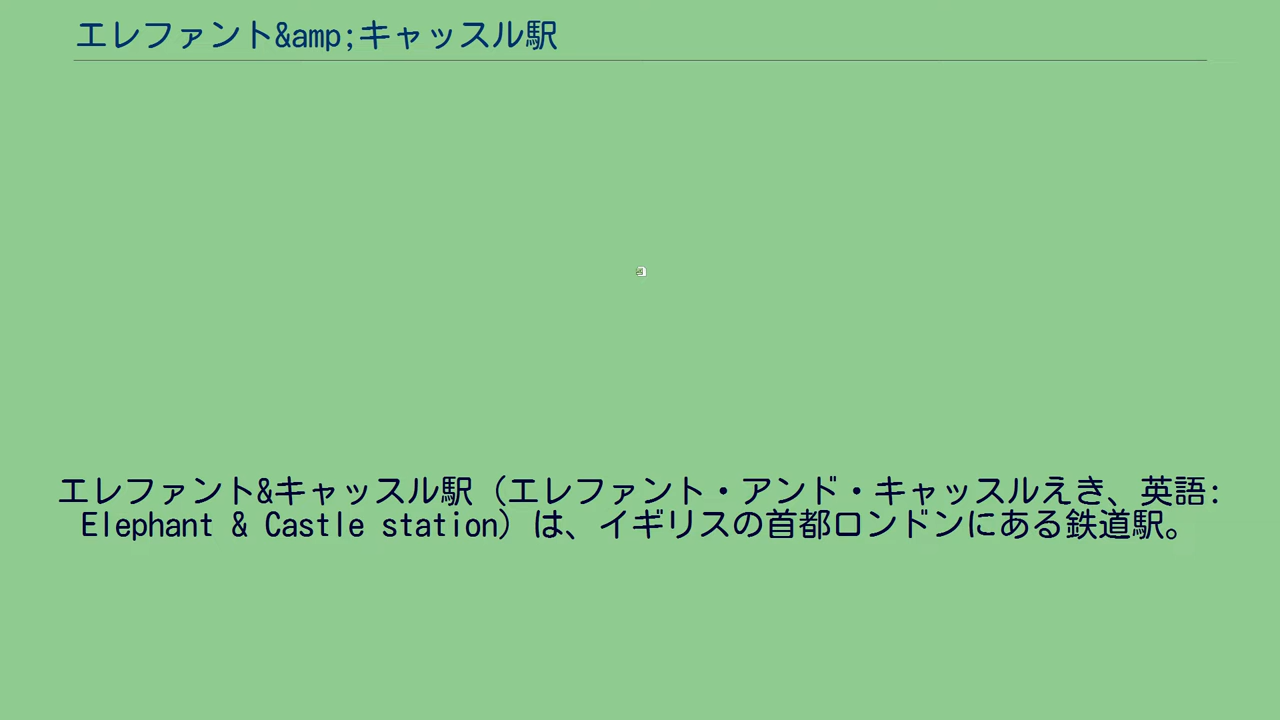 エレファント&amp;キャッスル駅
エレファント&キャッスル駅（エレファント・アンド・キャッスルえき、英語:
Elephant & Castle station）は、イギリスの首都ロンドンにある鉄道駅。